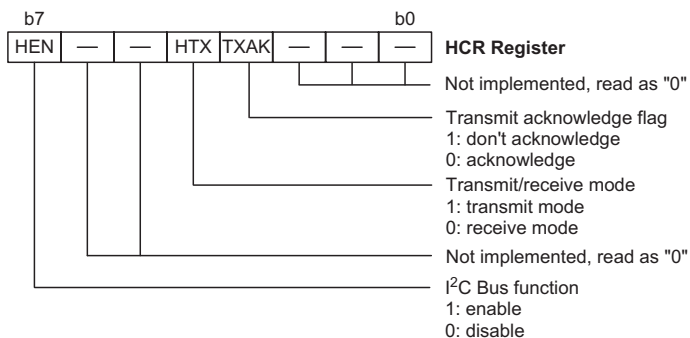 b7 b0
HEN — — HTX TXAK — — — HCR Register
Not implemented, read as "0"
Transmit acknowledge flag
1: don't acknowledge
0: acknowledge
Transmit/receive mode
1: transmit mode
0: receive mode
Not implemented, read as "0"
I²C Bus function
1: enable
0: disable